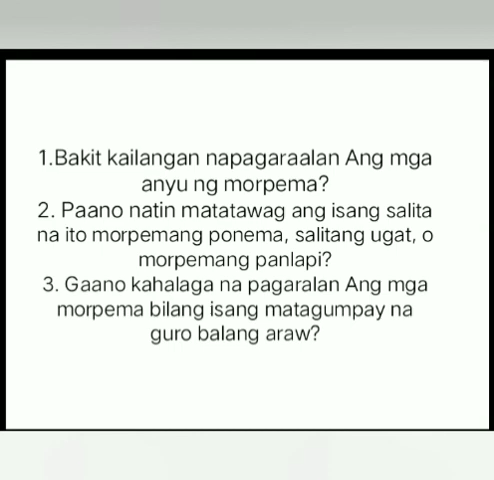 1.Bakit kailangan napagaraalan Ang mga
anyu ng morpema?
2. Paano natin matatawag ang isang salita
na ito morpemang ponema, salitang ugat, o
morpemang panlapi?
3. Gaano kahalaga na pagaralan Ang mga
morpema bilang isang matagumpay na
guro balang araw?